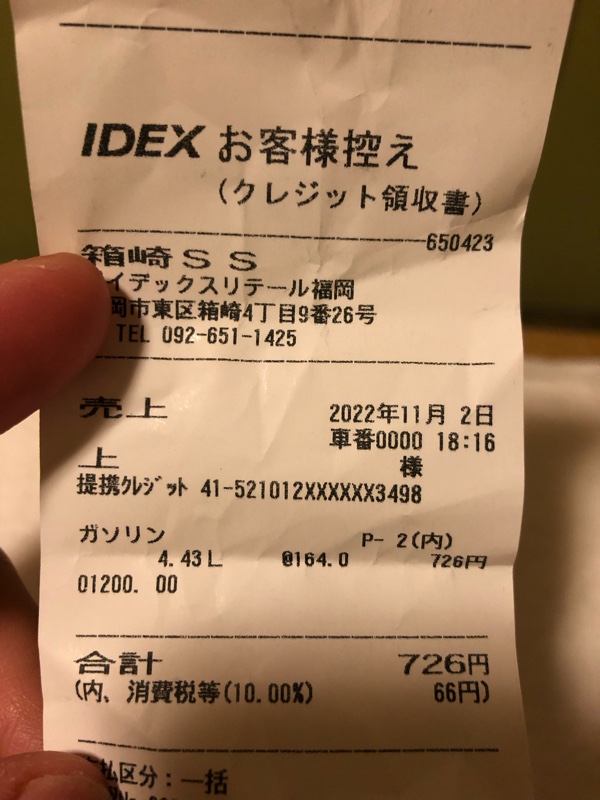 IDEX お客様控え
(クレジット領収書)
650423
箱崎SS
イデックスリテール福岡
岡市東区箱崎4丁目9番26号
TEL 092-651-1425
売上 2022年11月 2日
車番0000 18:16
上 様
提携クレジット 41-521012XXXXXX3498
ガソリン P- 2(内)
4.43L @164.0 726円
01200. 00
合計 726円
(内、消費税等(10.00%) 66円)
払区分:一括